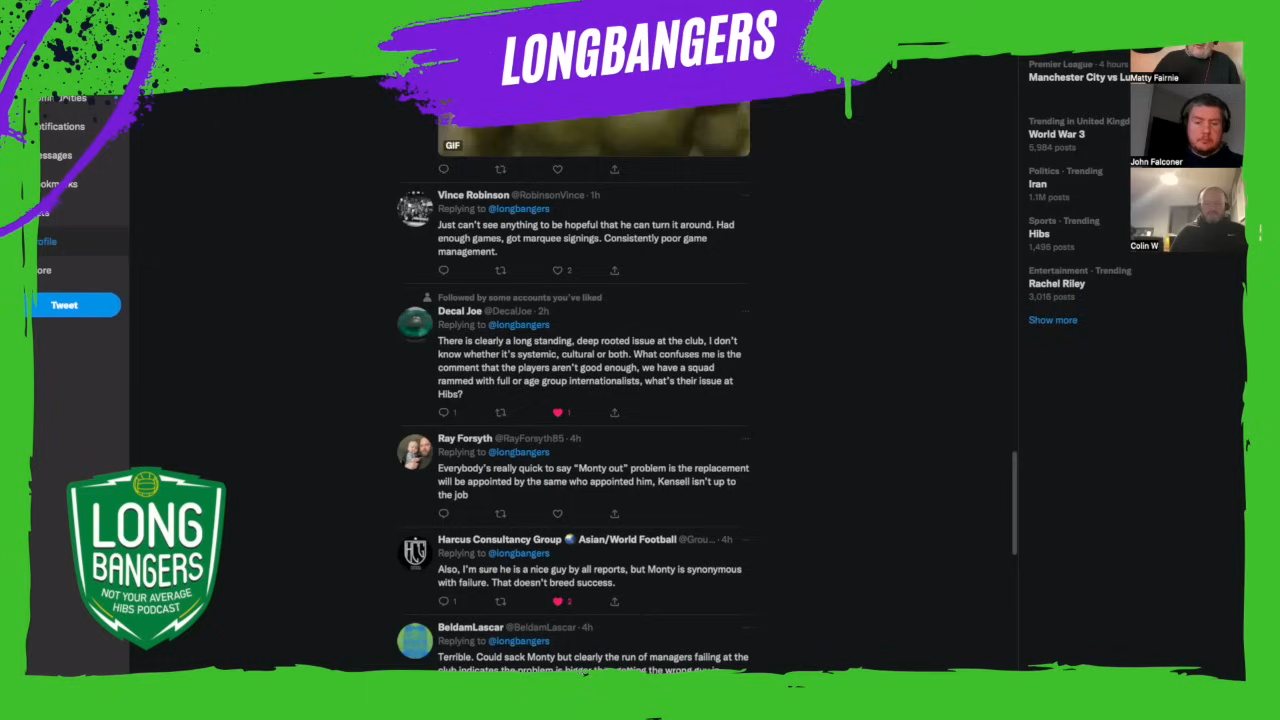 LONGBANGERS
otifications
essages
okmarks
ofile
ore
Tweet
GIF
Vince Robinson @RobinsonVince · 1h
Replying to @longbangers
Just can't see anything to be hopeful that he can turn it around. Had
enough games, got marquee signings. Consistently poor game
management.
2
Followed by some accounts you've liked
Decal Joe @DecalJoe · 2h
Replying to @longbangers
There is clearly a long standing, deep rooted issue at the club, I don't
know whether it's systemic, cultural or both. What confuses me is the
comment that the players aren't good enough, we have a squad
rammed with full or age group internationalists, what's their issue at
Hibs?
1 1
Ray Forsyth @RayForsyth85 · 4h
Replying to @longbangers
Everybody's really quick to say “Monty out” problem is the replacement
will be appointed by the same who appointed him, Kensell isn't up to
the job
Harcus Consultancy Group 🌏 Asian/World Football @Grou... · 4h
Replying to @longbangers
Also, I'm sure he is a nice guy by all reports, but Monty is synonymous
with failure. That doesn't breed success.
1 2
BeldamLascar @BeldamLascar · 4h
Replying to @longbangers
Terrible. Could sack Monty but clearly the run of managers failing at the
Premier League · 4 hours
Manchester City vs Lu
Trending in United Kingd
World War 3
5,984 posts
Politics · Trending
Iran
1.1M posts
Sports · Trending
Hibs
1,496 posts
Entertainment · Trending
Rachel Riley
3,016 posts
Show more
Matty Fairnie
John Falconer
Colin W
LONG
BANGERS
NOT YOUR AVERAGE
HIBS PODCAST